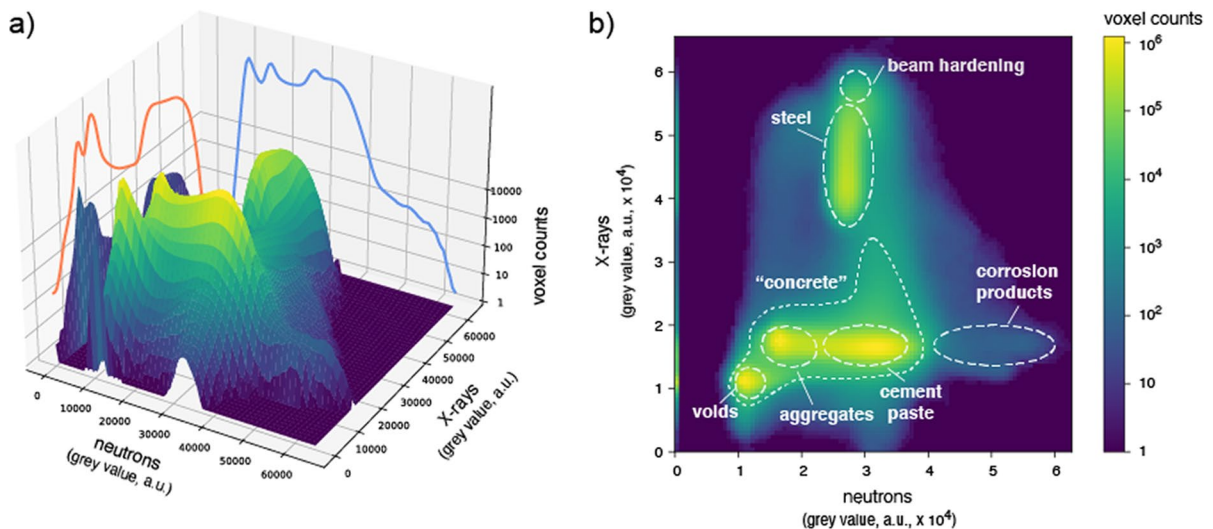 a)
10000
1000
100
10
1
voxel counts
0
10000
20000
30000
40000
50000
60000
neutrons
(grey value, a.u.)
0
10000
20000
30000
40000
50000
60000
X-rays
(grey value, a.u.)
b)
voxel counts
beam hardening
steel
"concrete"
corrosion
products
voids
aggregates
cement
paste
6
5
4
3
2
1
0
X-rays
(grey value, a.u., x 10⁴)
0
1
2
3
4
5
6
neutrons
(grey value, a.u., x 10⁴)
10⁶
10⁵
10⁴
10³
10²
10
1